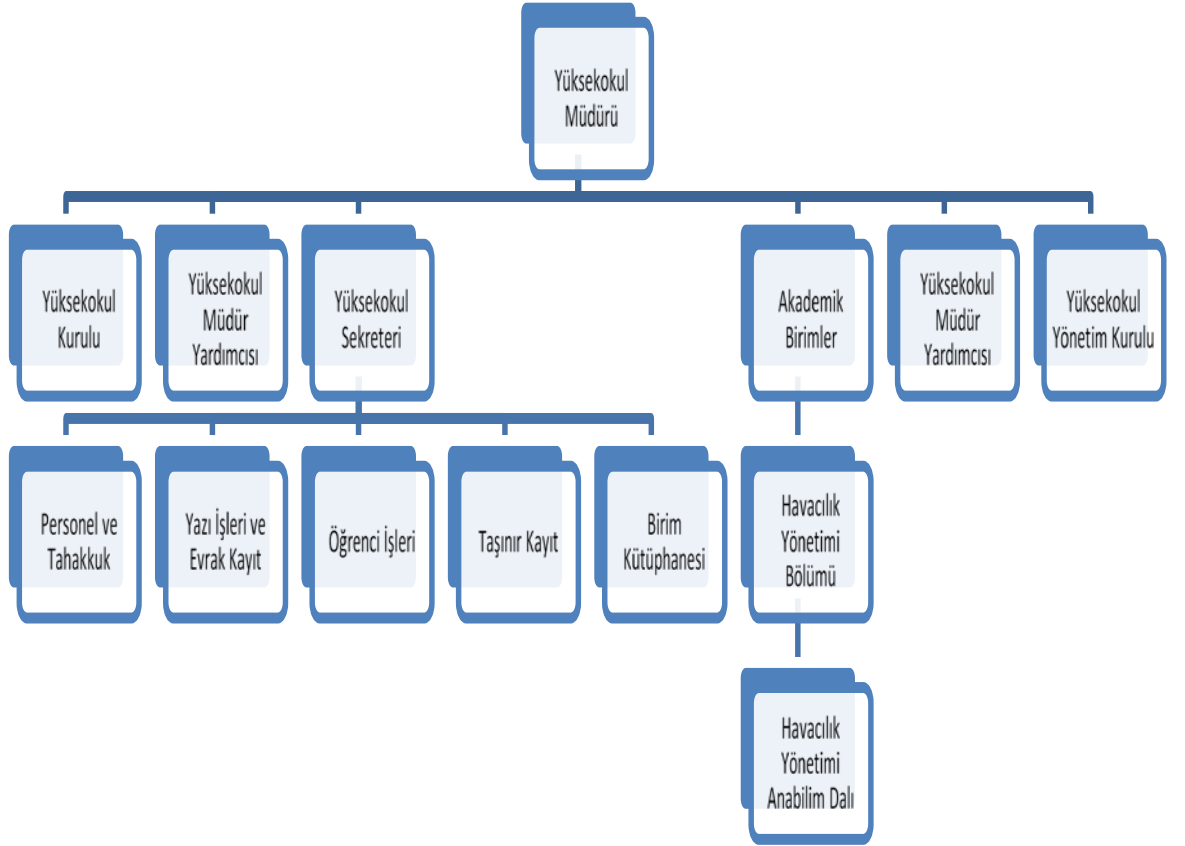 Yüksekokul
Müdürü
Yüksekokul
Kurulu
Yüksekokul
Müdür
Yardımcısı
Yüksekokul
Sekreteri
Akademik
Birimler
Yüksekokul
Müdür
Yardımcısı
Yüksekokul
Yönetim Kurulu
Personel ve
Tahakkuk
Yazı İşleri ve
Evrak Kayıt
Öğrenci İşleri
Taşınır Kayıt
Birim
Kütüphanesi
Havacılık
Yönetimi
Bölümü
Havacılık
Yönetimi
Anabilim Dalı